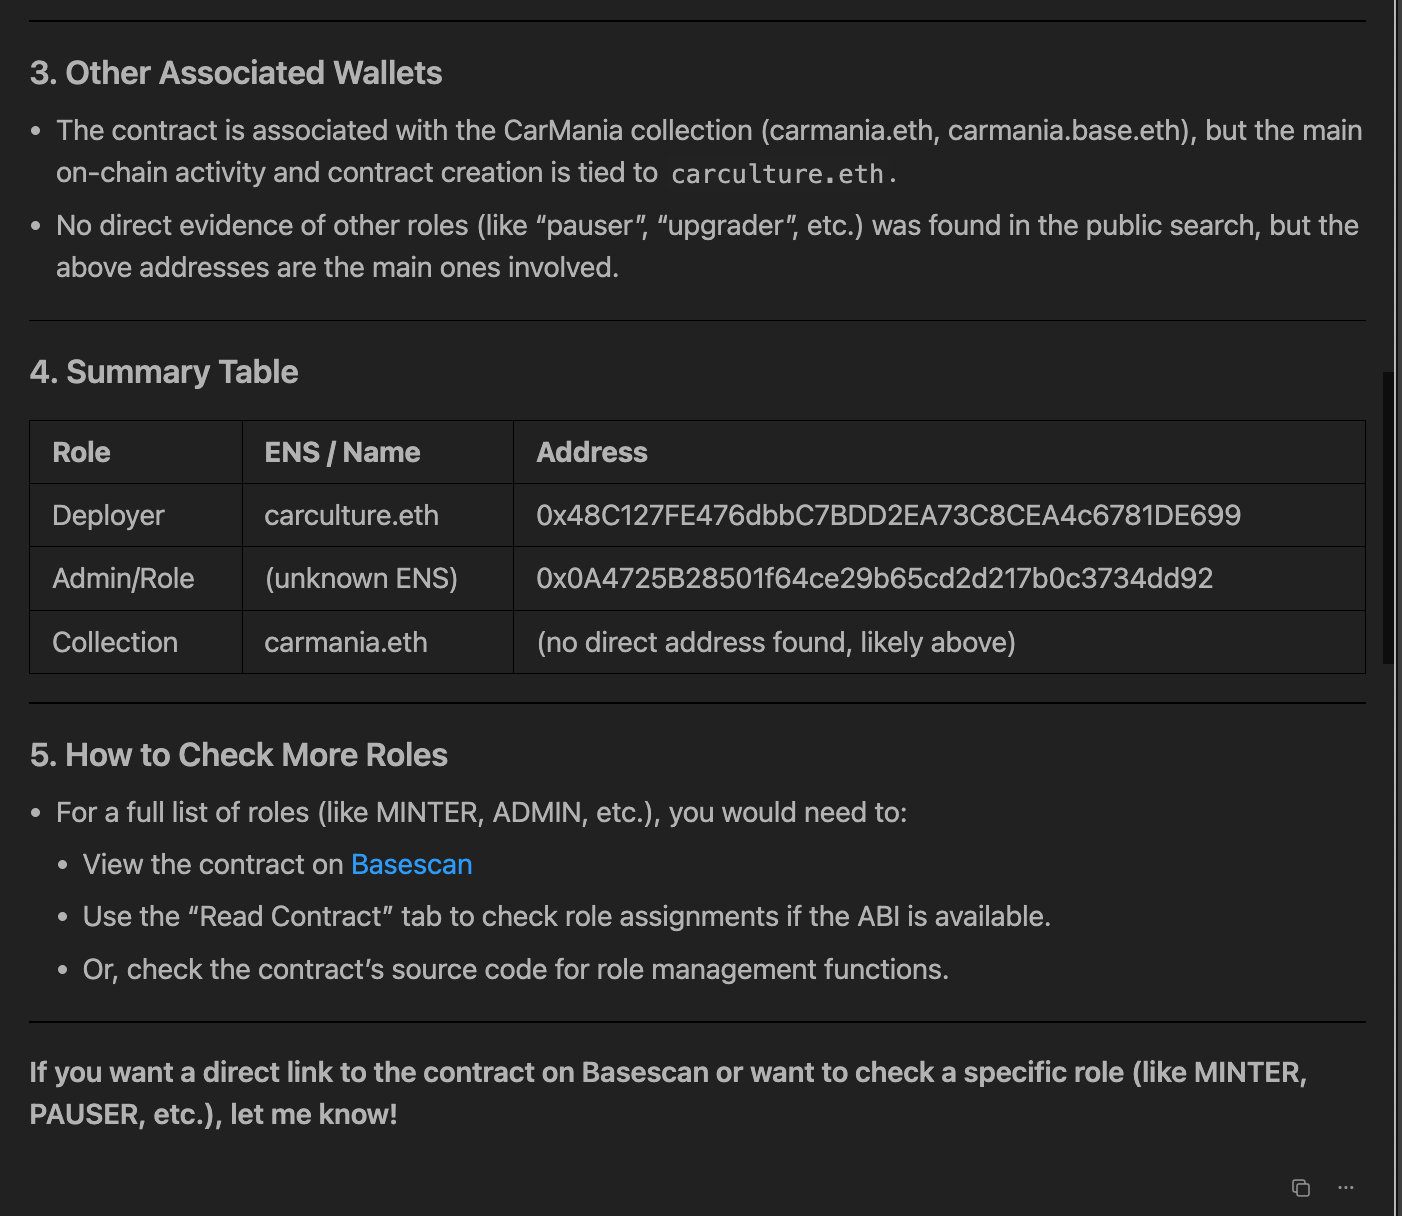 3. Other Associated Wallets
• The contract is associated with the CarMania collection (carmania.eth, carmania.base.eth), but the main
on-chain activity and contract creation is tied to carculture.eth.
• No direct evidence of other roles (like “pauser”, “upgrader”, etc.) was found in the public search, but the
above addresses are the main ones involved.
4. Summary Table
Role ENS / Name Address
Deployer carculture.eth 0x48C127FE476dbbC7BDD2EA73C8CEA4c6781DE699
Admin/Role (unknown ENS) 0x0A4725B28501f64ce29b65cd2d217b0c3734dd92
Collection carmania.eth (no direct address found, likely above)
5. How to Check More Roles
• For a full list of roles (like MINTER, ADMIN, etc.), you would need to:
• View the contract on Basescan
• Use the “Read Contract” tab to check role assignments if the ABI is available.
• Or, check the contract’s source code for role management functions.
If you want a direct link to the contract on Basescan or want to check a specific role (like MINTER,
PAUSER, etc.), let me know!